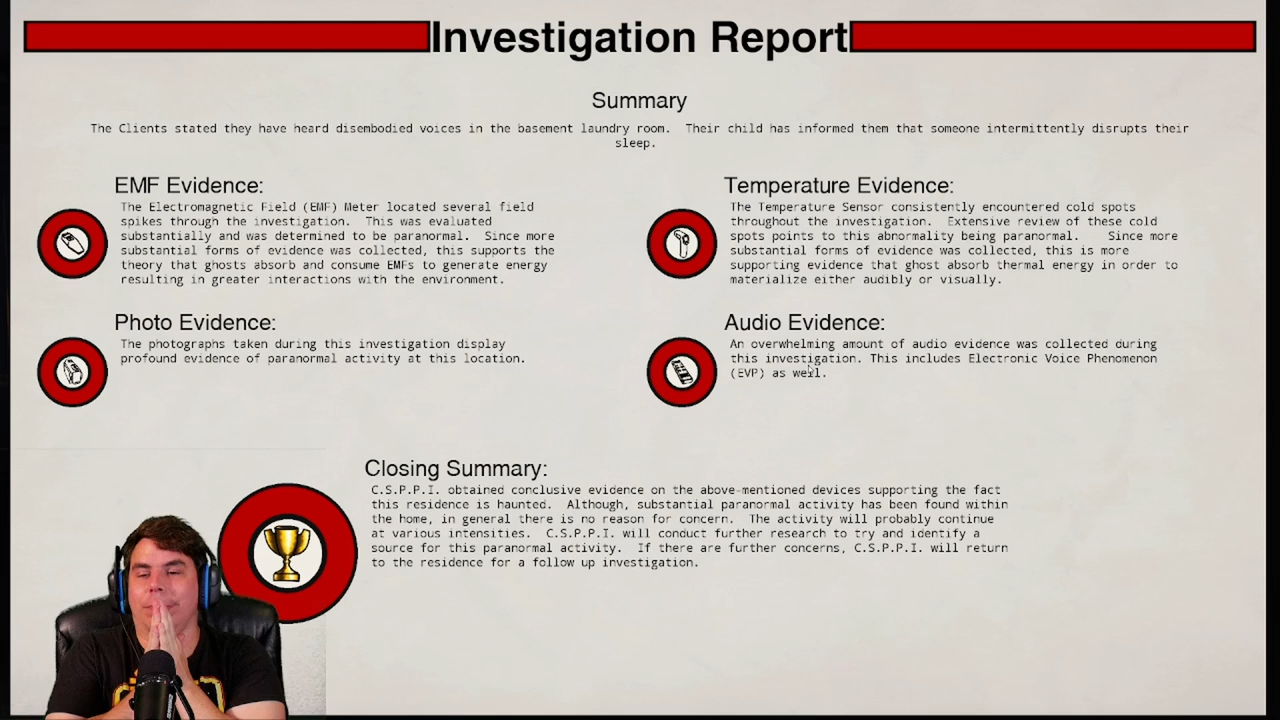 Investigation Report
Summary
The Clients stated they have heard disembodied voices in the basement laundry room.  Their child has informed them that someone intermittently disrupts their
sleep.
EMF Evidence:
The Electromagnetic Field (EMF) Meter located several field
spikes through the investigation.  This was evaluated
substantially and was determined to be paranormal.  Since more
substantial forms of evidence was collected, this supports the
theory that ghosts absorb and consume EMFs to generate energy
resulting in greater interactions with the environment.
Temperature Evidence:
The Temperature Sensor consistently encountered cold spots
throughout the investigation.  Extensive review of these cold
spots points to this abnormality being paranormal.    Since more
substantial forms of evidence was collected, this is more
supporting evidence that ghost absorb thermal energy in order to
materialize either audibly or visually.
Photo Evidence:
The photographs taken during this investigation display
profound evidence of paranormal activity at this location.
Audio Evidence:
An overwhelming amount of audio evidence was collected during
this investigation. This includes Electronic Voice Phenomenon
(EVP) as well.
Closing Summary:
C.S.P.P.I. obtained conclusive evidence on the above-mentioned devices supporting the fact
this residence is haunted.  Although, substantial paranormal activity has been found within
the home, in general there is no reason for concern.  The activity will probably continue
at various intensities.  C.S.P.P.I. will conduct further research to try and identify a
source for this paranormal activity.  If there are further concerns, C.S.P.P.I. will return
to the residence for a follow up investigation.